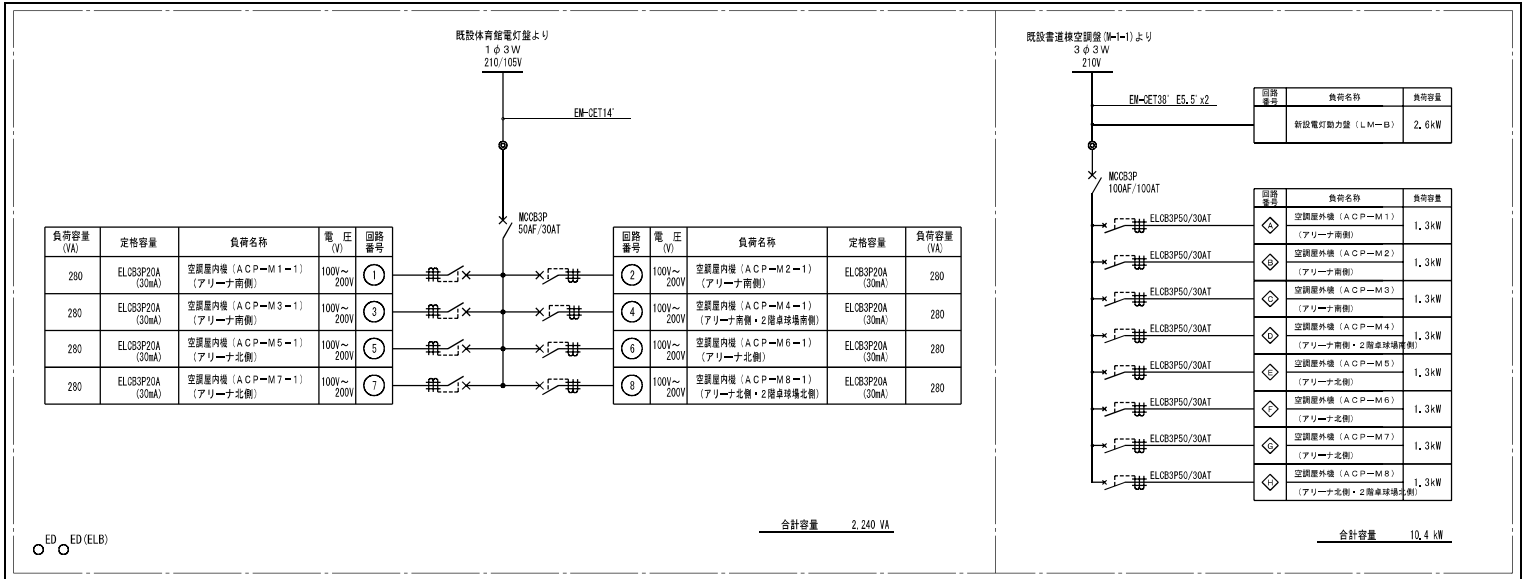 既設体育館電灯盤より
1φ3W
210/105V
EM-CET14゜
MCCB3P
50AF/30AT
負荷容量
(VA)
定格容量
負荷名称
電 圧
(V)
回路
番号
280
ELCB3P20A
(30mA)
空調屋内機（ACP－M1－1）
（アリーナ南側）
100V～
200V
1
280
ELCB3P20A
(30mA)
空調屋内機（ACP－M3－1）
（アリーナ南側）
100V～
200V
3
280
ELCB3P20A
(30mA)
空調屋内機（ACP－M5－1）
（アリーナ北側）
100V～
200V
5
280
ELCB3P20A
(30mA)
空調屋内機（ACP－M7－1）
（アリーナ北側）
100V～
200V
7
回路
番号
電 圧
(V)
負荷名称
定格容量
負荷容量
(VA)
2
100V～
200V
空調屋内機（ACP－M2－1）
（アリーナ南側）
ELCB3P20A
(30mA)
280
4
100V～
200V
空調屋内機（ACP－M4－1）
（アリーナ南側・2階卓球場南側）
ELCB3P20A
(30mA)
280
6
100V～
200V
空調屋内機（ACP－M6－1）
（アリーナ北側）
ELCB3P20A
(30mA)
280
8
100V～
200V
空調屋内機（ACP－M8－1）
（アリーナ北側・2階卓球場北側）
ELCB3P20A
(30mA)
280
合計容量 2,240 VA
ED ED(ELB)
既設書道棟空調盤(M-1-1)より
3φ3W
210V
EM-CET38゜ E5.5゜x2
回路
番号
負荷名称
負荷容量
新設電灯動力盤（LM－B）
2.6kW
MCCB3P
100AF/100AT
回路
番号
負荷名称
負荷容量
ELCB3P50/30AT
A
空調屋外機（ACP－M1）
（アリーナ南側）
1.3kW
ELCB3P50/30AT
B
空調屋外機（ACP－M2）
（アリーナ南側）
1.3kW
ELCB3P50/30AT
C
空調屋外機（ACP－M3）
（アリーナ南側）
1.3kW
ELCB3P50/30AT
D
空調屋外機（ACP－M4）
（アリーナ南側・2階卓球場南側）
1.3kW
ELCB3P50/30AT
E
空調屋外機（ACP－M5）
（アリーナ北側）
1.3kW
ELCB3P50/30AT
F
空調屋外機（ACP－M6）
（アリーナ北側）
1.3kW
ELCB3P50/30AT
G
空調屋外機（ACP－M7）
（アリーナ北側）
1.3kW
ELCB3P50/30AT
H
空調屋外機（ACP－M8）
（アリーナ北側・2階卓球場北側）
1.3kW
合計容量 10.4 kW